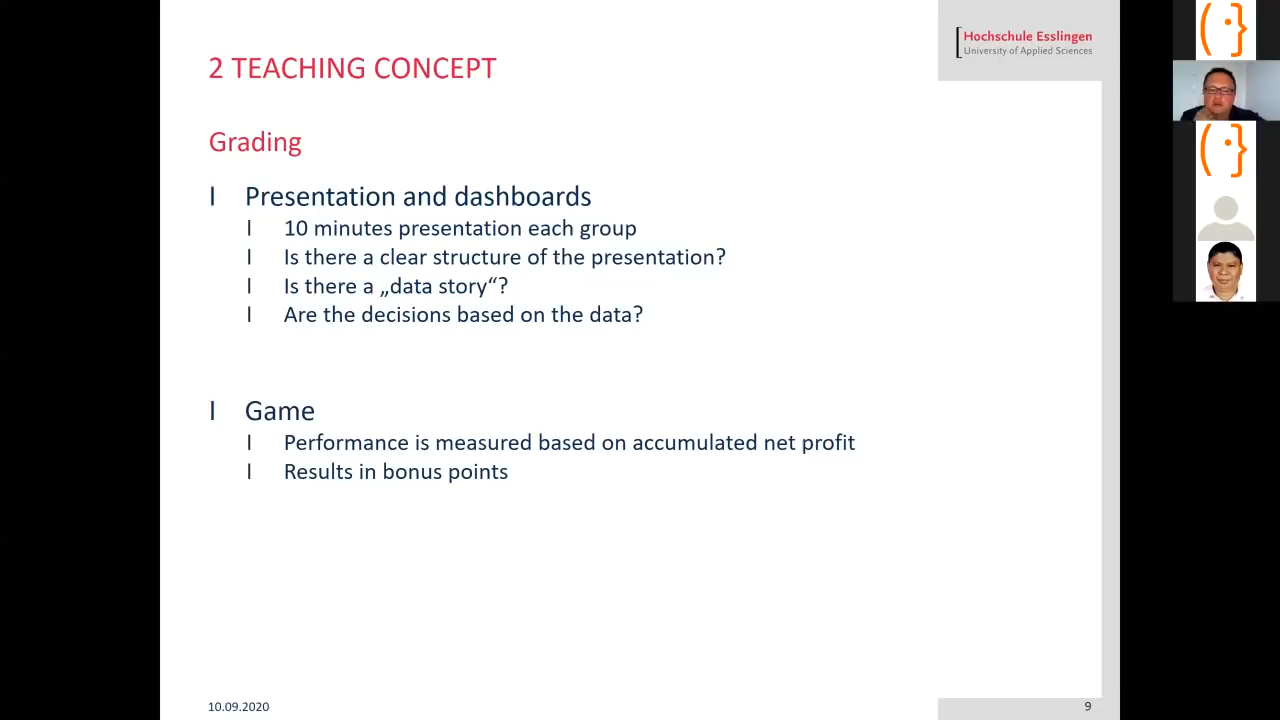 2 TEACHING CONCEPT
Hochschule Esslingen
University of Applied Sciences
Grading
I Presentation and dashboards
I 10 minutes presentation each group
I Is there a clear structure of the presentation?
I Is there a „data story“?
I Are the decisions based on the data?
I Game
I Performance is measured based on accumulated net profit
I Results in bonus points
10.09.2020
9